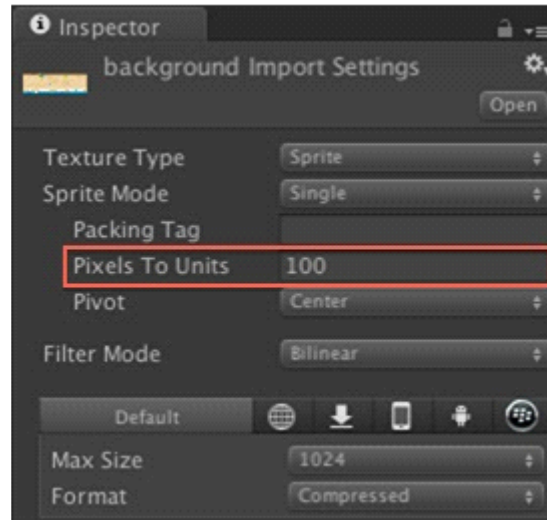 Inspector
background Import Settings
Open
Texture Type Sprite
Sprite Mode Single
Packing Tag
Pixels To Units 100
Pivot Center
Filter Mode Bilinear
Default
Max Size 1024
Format Compressed